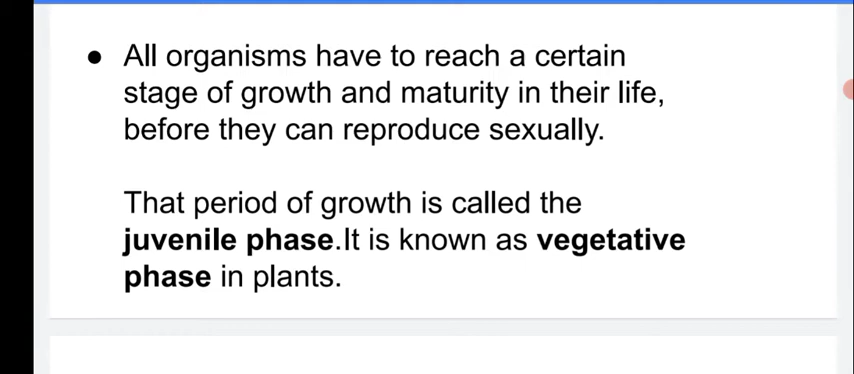 ● All organisms have to reach a certain
stage of growth and maturity in their life,
before they can reproduce sexually.
That period of growth is called the
juvenile phase.It is known as vegetative
phase in plants.